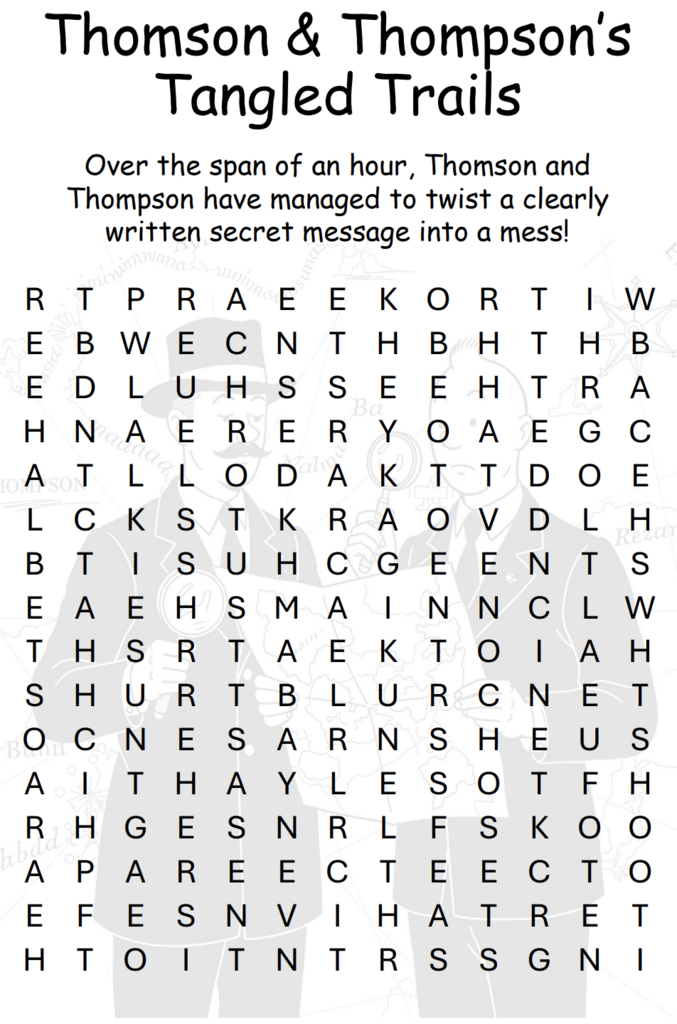 Thomson & Thompson's
Tangled Trails
Over the span of an hour, Thomson and
Thompson have managed to twist a clearly
written secret message into a mess!
R T P R A E E K O R T I W
E B W E C N T H B H T H B
E D L U H S S E E H T R A
H N A E R E R Y O A E G C
A T L L O D A K T T D O E
L C K S T K R A O V D L H
B T I S U H C G E E N T S
E A E H S M A I N N C L W
T H S R T A E K T O I A H
S H U R T B L U R C N E T
O C N E S A R N S H E U S
A I T H A Y L E S O T F H
R H G E S N R L F S K O O
A P A R E E C T E E C T O
E F E S N V I H A T R E T
H T O I T N T R S S G N I